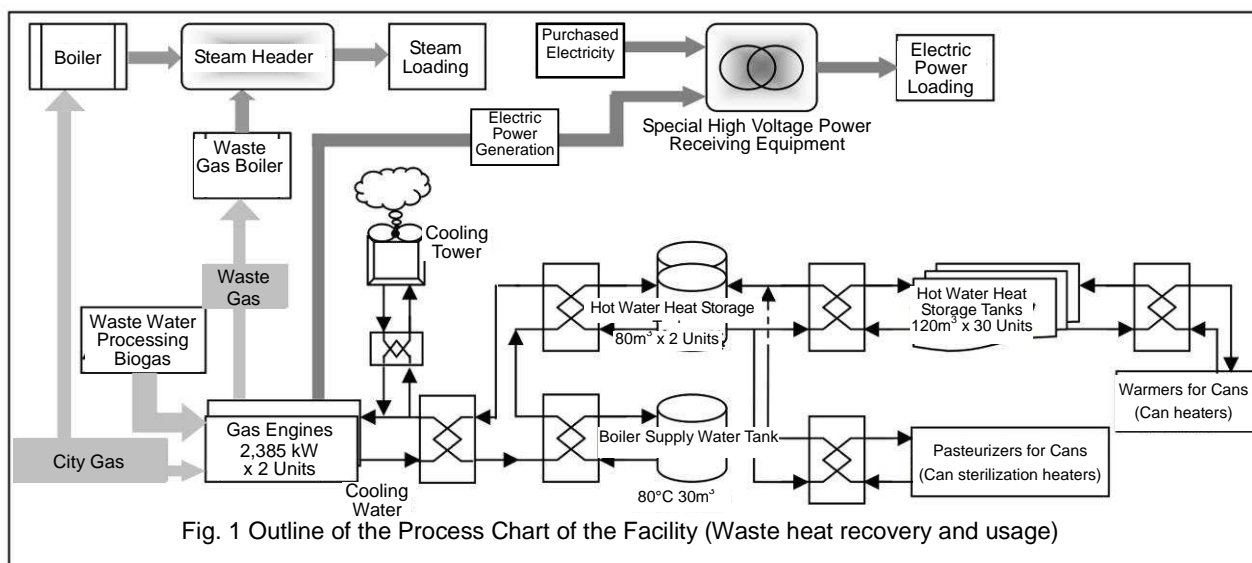 Boiler
Steam Header
Steam
Loading
Purchased
Electricity
Electric
Power
Loading
Special High Voltage Power
Receiving Equipment
Electric
Power
Generation
Waste
Gas Boiler
Cooling
Tower
Waste
Gas
Waste Water
Processing
Biogas
Hot Water Heat Storage
80m³ x 2 Units
Hot Water Heat
Storage Tanks
120m³ x 30 Units
Warmers for Cans
(Can heaters)
Gas Engines
2,385 kW
x 2 Units
City Gas
Cooling
Water
Boiler Supply Water Tank
80°C 30m³
Pasteurizers for Cans
(Can sterilization heaters)
Fig. 1 Outline of the Process Chart of the Facility (Waste heat recovery and usage)